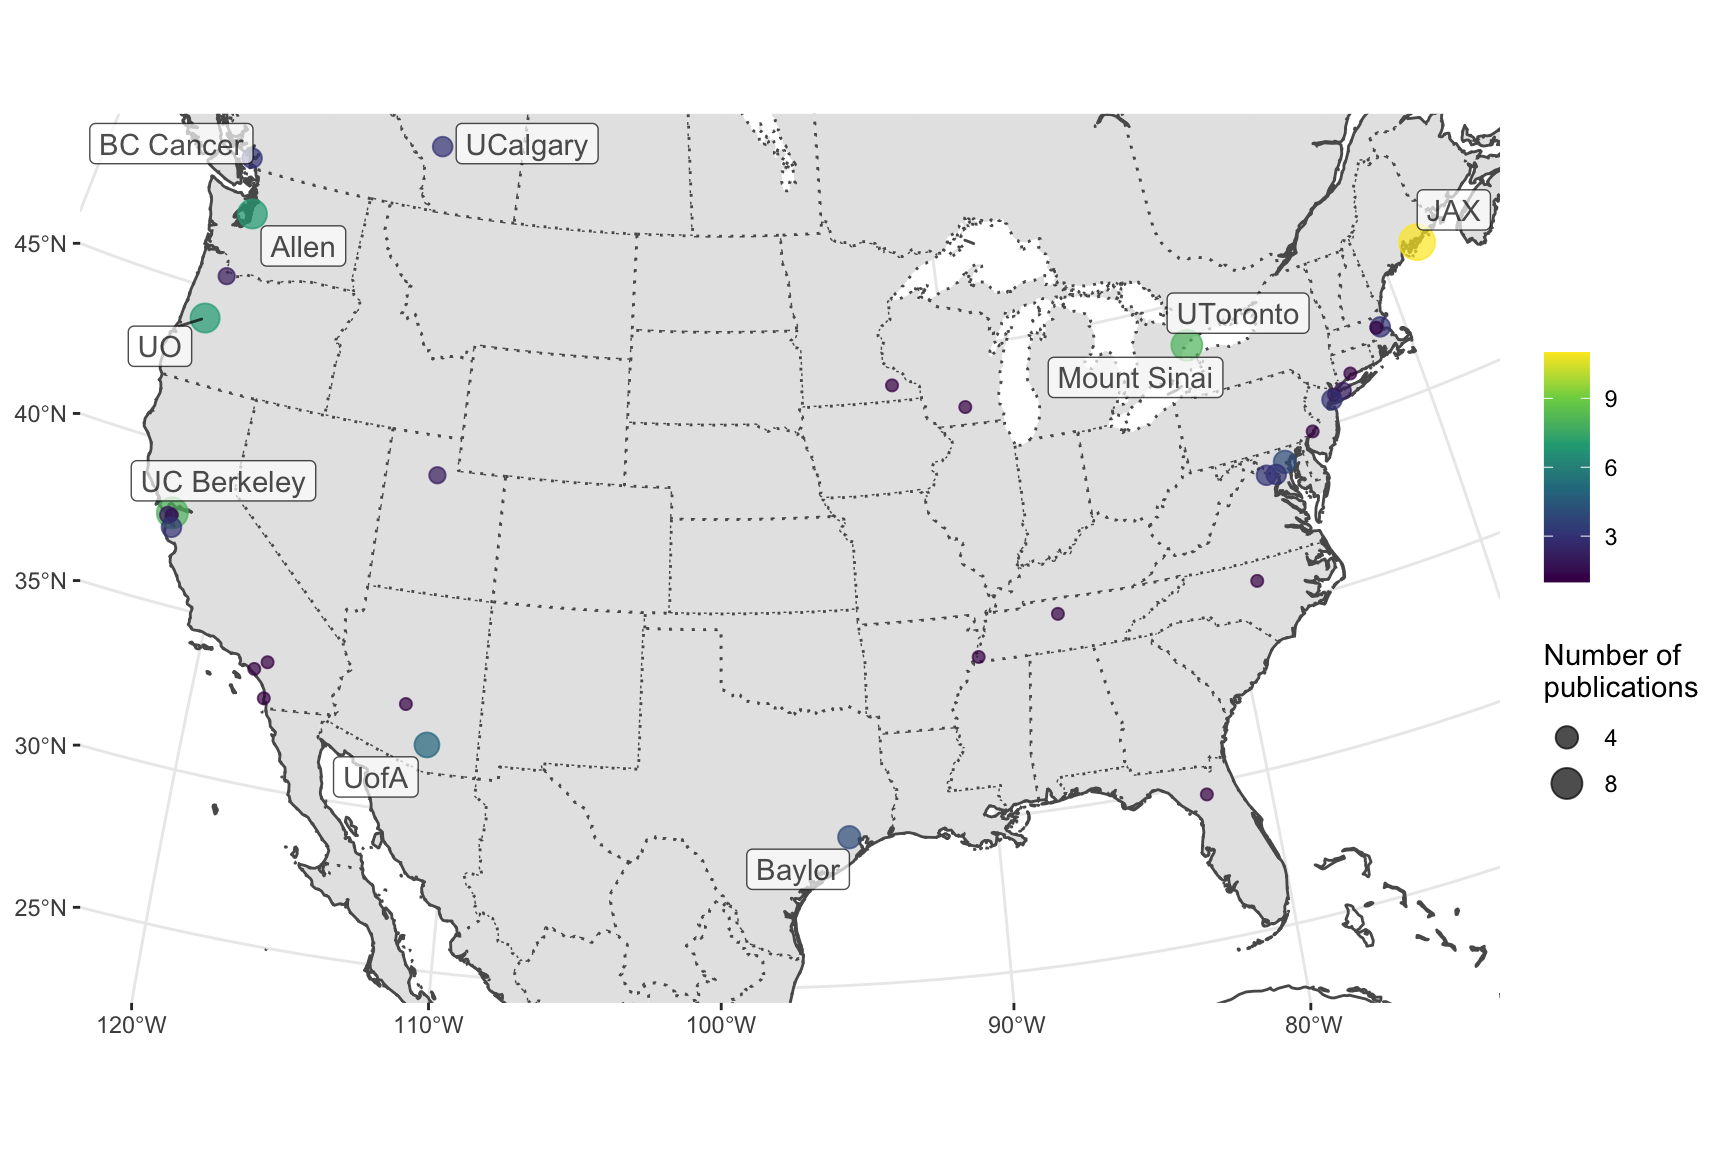 BC Cancer
UCalgary
JAX
45°N
Allen
UToronto
UO
Mount Sinai
40°N
9
UC Berkeley
6
3
35°N
Number of
publications
30°N
4
UofA
8
Baylor
25°N
120°W
110°W
100°W
90°W
80°W